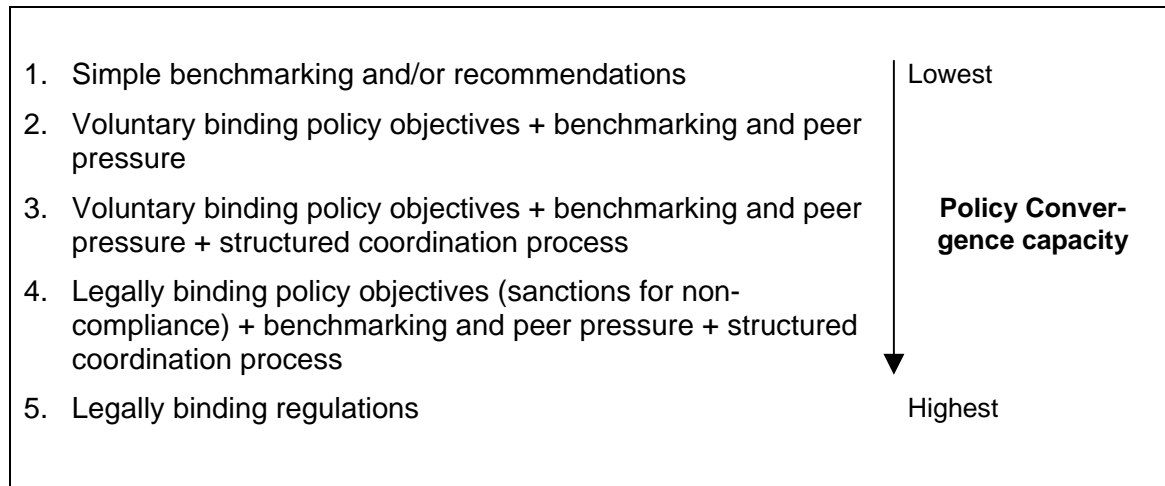 1. Simple benchmarking and/or recommendations
Lowest
2. Voluntary binding policy objectives + benchmarking and peer
pressure
3. Voluntary binding policy objectives + benchmarking and peer
pressure + structured coordination process
Policy Conver-
gence capacity
4. Legally binding policy objectives (sanctions for non-
compliance) + benchmarking and peer pressure + structured
coordination process
5. Legally binding regulations
Highest